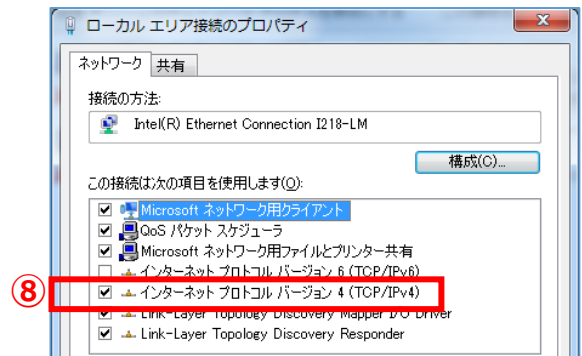 ローカル エリア接続のプロパティ
ネットワーク 共有
接続の方法:
Intel(R) Ethernet Connection I218-LM
構成(C)...
この接続は次の項目を使用します(O):
Microsoft ネットワーク用クライアント
QoS パケット スケジューラ
Microsoft ネットワーク用ファイルとプリンター共有
インターネット プロトコル バージョン 6 (TCP/IPv6)
⑧ インターネット プロトコル バージョン 4 (TCP/IPv4)
Link-Layer Topology Discovery Mapper I/O Driver
Link-Layer Topology Discovery Responder